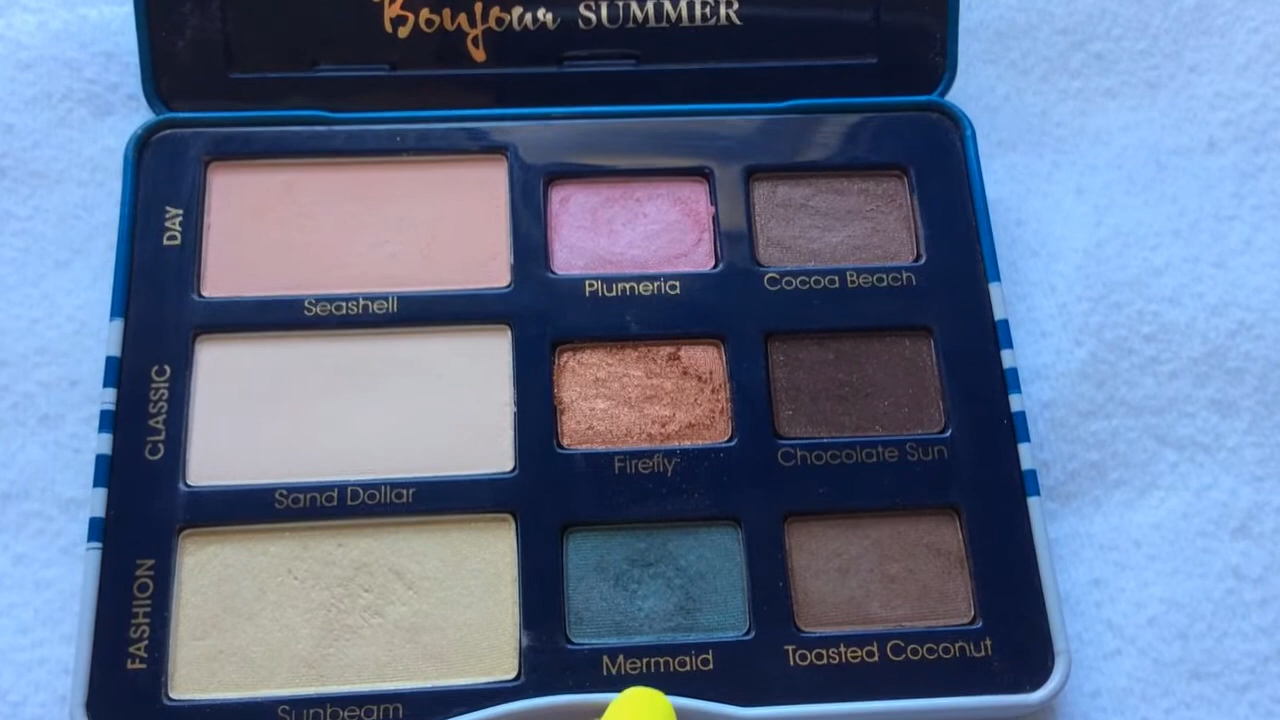 Bonjour SUMMER
DAY
Seashell
Plumeria
Cocoa Beach
CLASSIC
Sand Dollar
Firefly
Chocolate Sun
FASHION
Sunbeam
Mermaid
Toasted Coconut